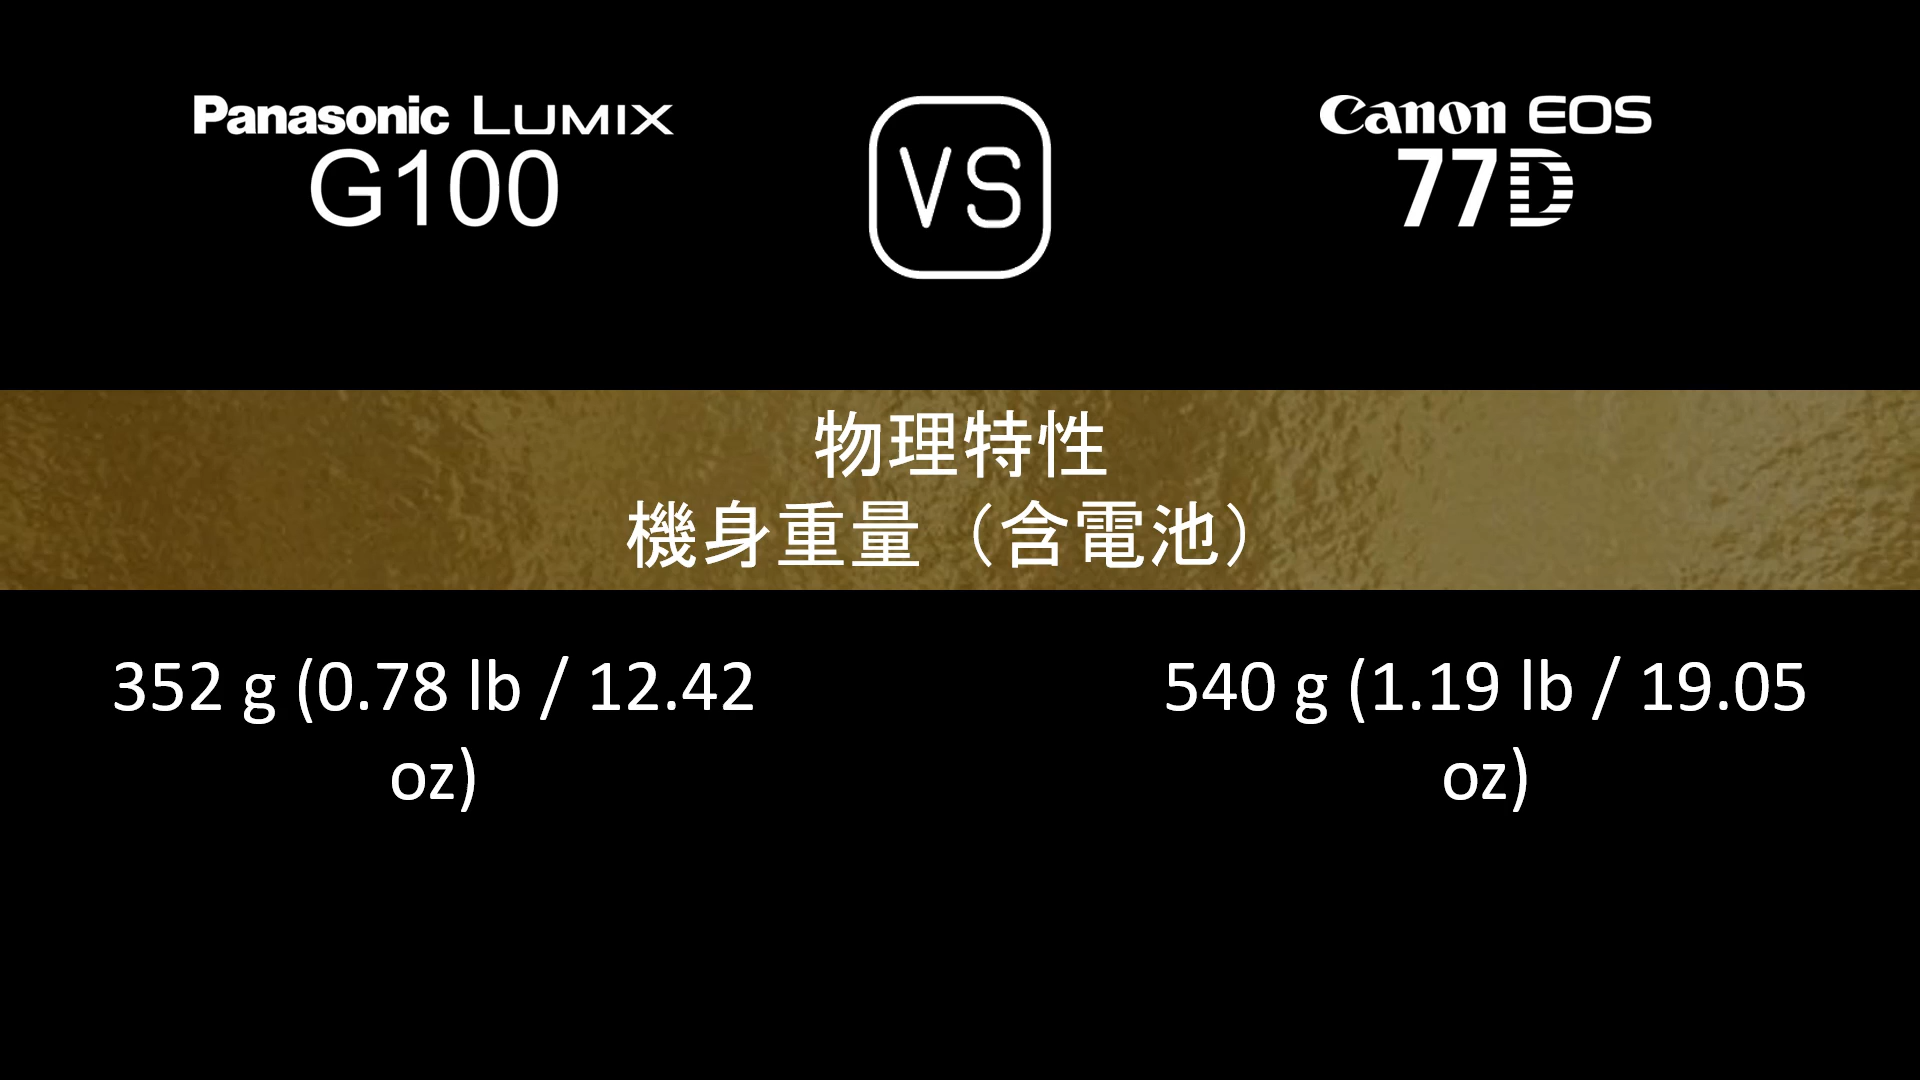 Panasonic LUMIX
G100
VS
Canon EOS
77D
物理特性
機身重量（含電池）
352 g (0.78 lb / 12.42
oz)
540 g (1.19 lb / 19.05
oz)